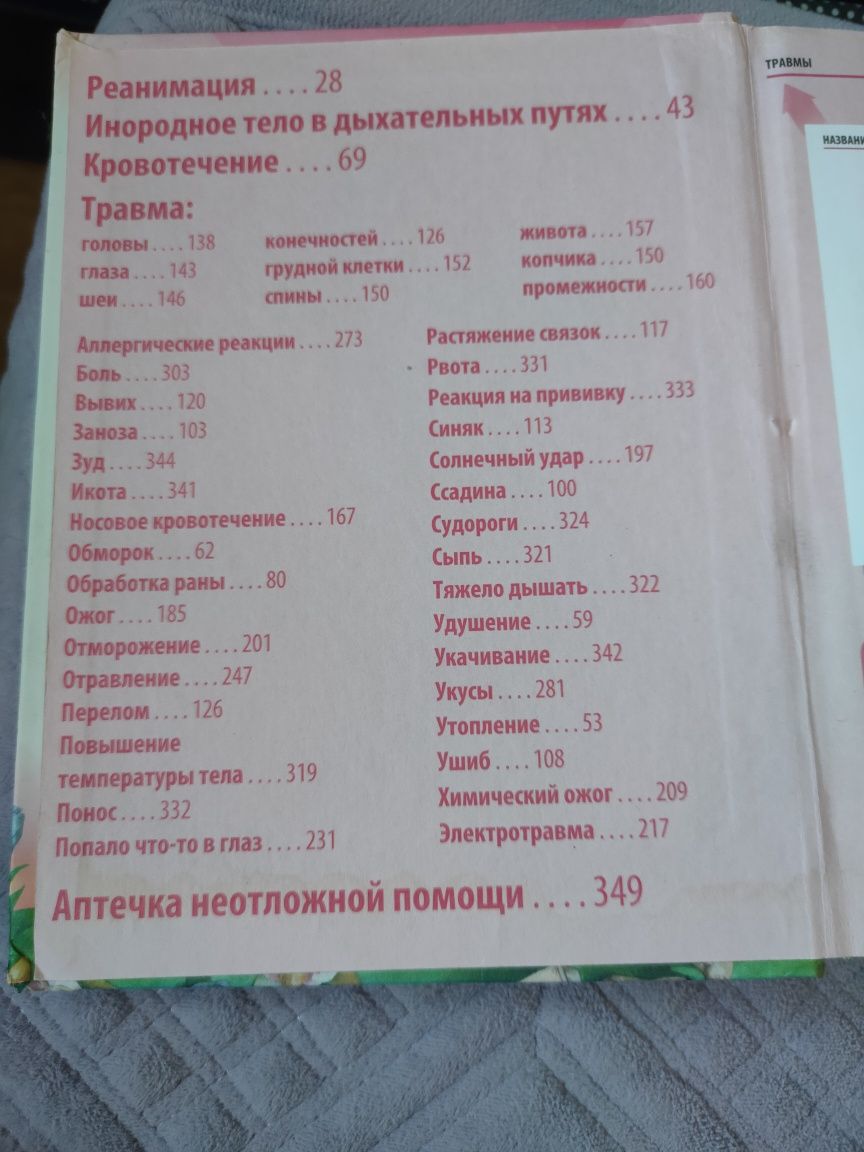 Реанимация .... 28
Инородное тело в дыхательных путях .... 43
Кровотечение .... 69
Травма:
головы .... 138
глаза .... 143
шеи .... 146
конечностей .... 126
грудной клетки .... 152
спины .... 150
живота .... 157
копчика .... 150
промежности .... 160
Аллергические реакции .... 273
Боль .... 303
Вывих .... 120
Заноза .... 103
Зуд .... 344
Икота .... 341
Носовое кровотечение .... 167
Обморок .... 62
Обработка раны .... 80
Ожог .... 185
Отморожение .... 201
Отравление .... 247
Перелом .... 126
Повышение
температуры тела .... 319
Понос .... 332
Попало что-то в глаз .... 231
Растяжение связок .... 117
Рвота .... 331
Реакция на прививку .... 333
Синяк .... 113
Солнечный удар .... 197
Ссадина .... 100
Судороги .... 324
Сыпь .... 321
Тяжело дышать .... 322
Удушение .... 59
Укачивание .... 342
Укусы .... 281
Утопление .... 53
Ушиб .... 108
Химический ожог .... 209
Электротравма .... 217
Аптечка неотложной помощи .... 349
ТРАВМЫ